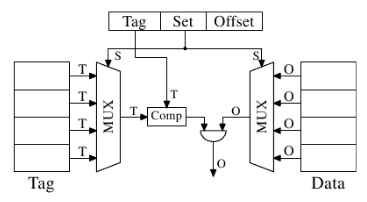 Tag Set Offset
S S
T O
T T O
MUX T Comp O MUX
T O
T O
O
Tag Data